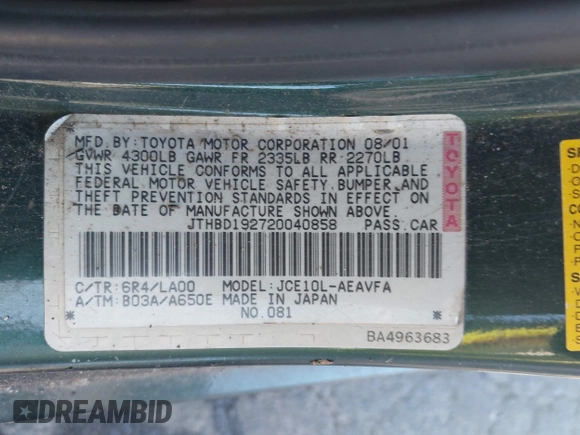 MFD. BY: TOYOTA MOTOR CORPORATION 08/01
GVWR 4300LB GAWR FR 2335LB RR 2270LB
THIS VEHICLE CONFORMS TO ALL APPLICABLE
FEDERAL MOTOR VEHICLE SAFETY, BUMPER AND
THEFT PREVENTION STANDARDS IN EFFECT ON
THE DATE OF MANUFACTURE SHOWN ABOVE.
JTHBD192720040858 PASS. CAR
TOYOTA
C/TR: 6R4/LA00 MODEL: JCE10L-AEAVFA
A/TM: B03A/A650E MADE IN JAPAN
* NO. 081 *
BA4963683
DREAMBID